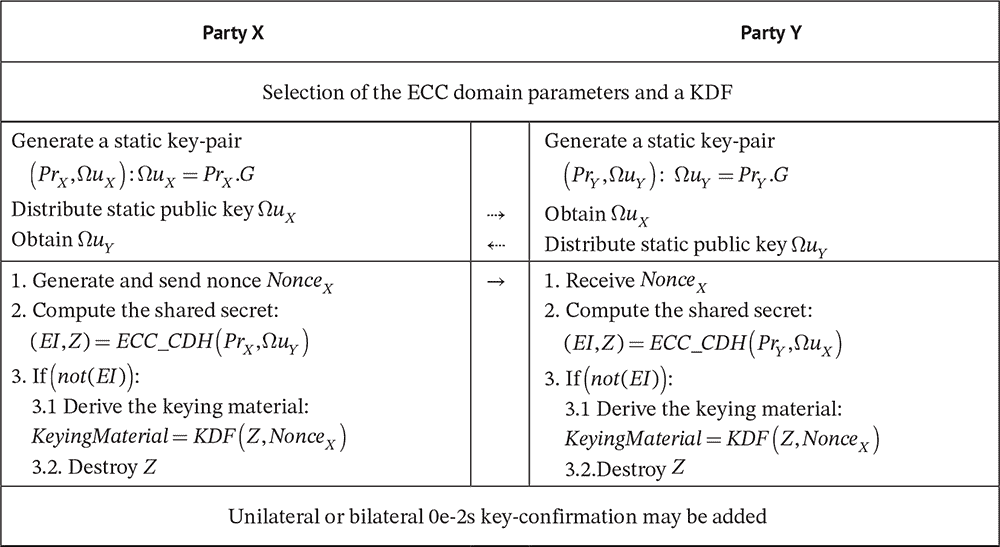 Party X
Party Y
Selection of the ECC domain parameters and a KDF
Generate a static key-pair
(Pr_X,Ωu_X):Ωu_X = Pr_X.G
Distribute static public key Ωu_X
Obtain Ωu_Y
⇢
⇠
Generate a static key-pair
(Pr_Y,Ωu_Y): Ωu_Y = Pr_Y.G
Obtain Ωu_X
Distribute static public key Ωu_Y
1. Generate and send nonce Nonce_X
2. Compute the shared secret:
(EI,Z) = ECC_CDH(Pr_X,Ωu_Y)
3. If(not(EI)):
3.1 Derive the keying material:
KeyingMaterial = KDF(Z,Nonce_X)
3.2. Destroy Z
→
1. Receive Nonce_X
2. Compute the shared secret:
(EI,Z) = ECC_CDH(Pr_Y,Ωu_X)
3. If(not(EI)):
3.1 Derive the keying material:
KeyingMaterial = KDF(Z,Nonce_X)
3.2.Destroy Z
Unilateral or bilateral 0e-2s key-confirmation may be added